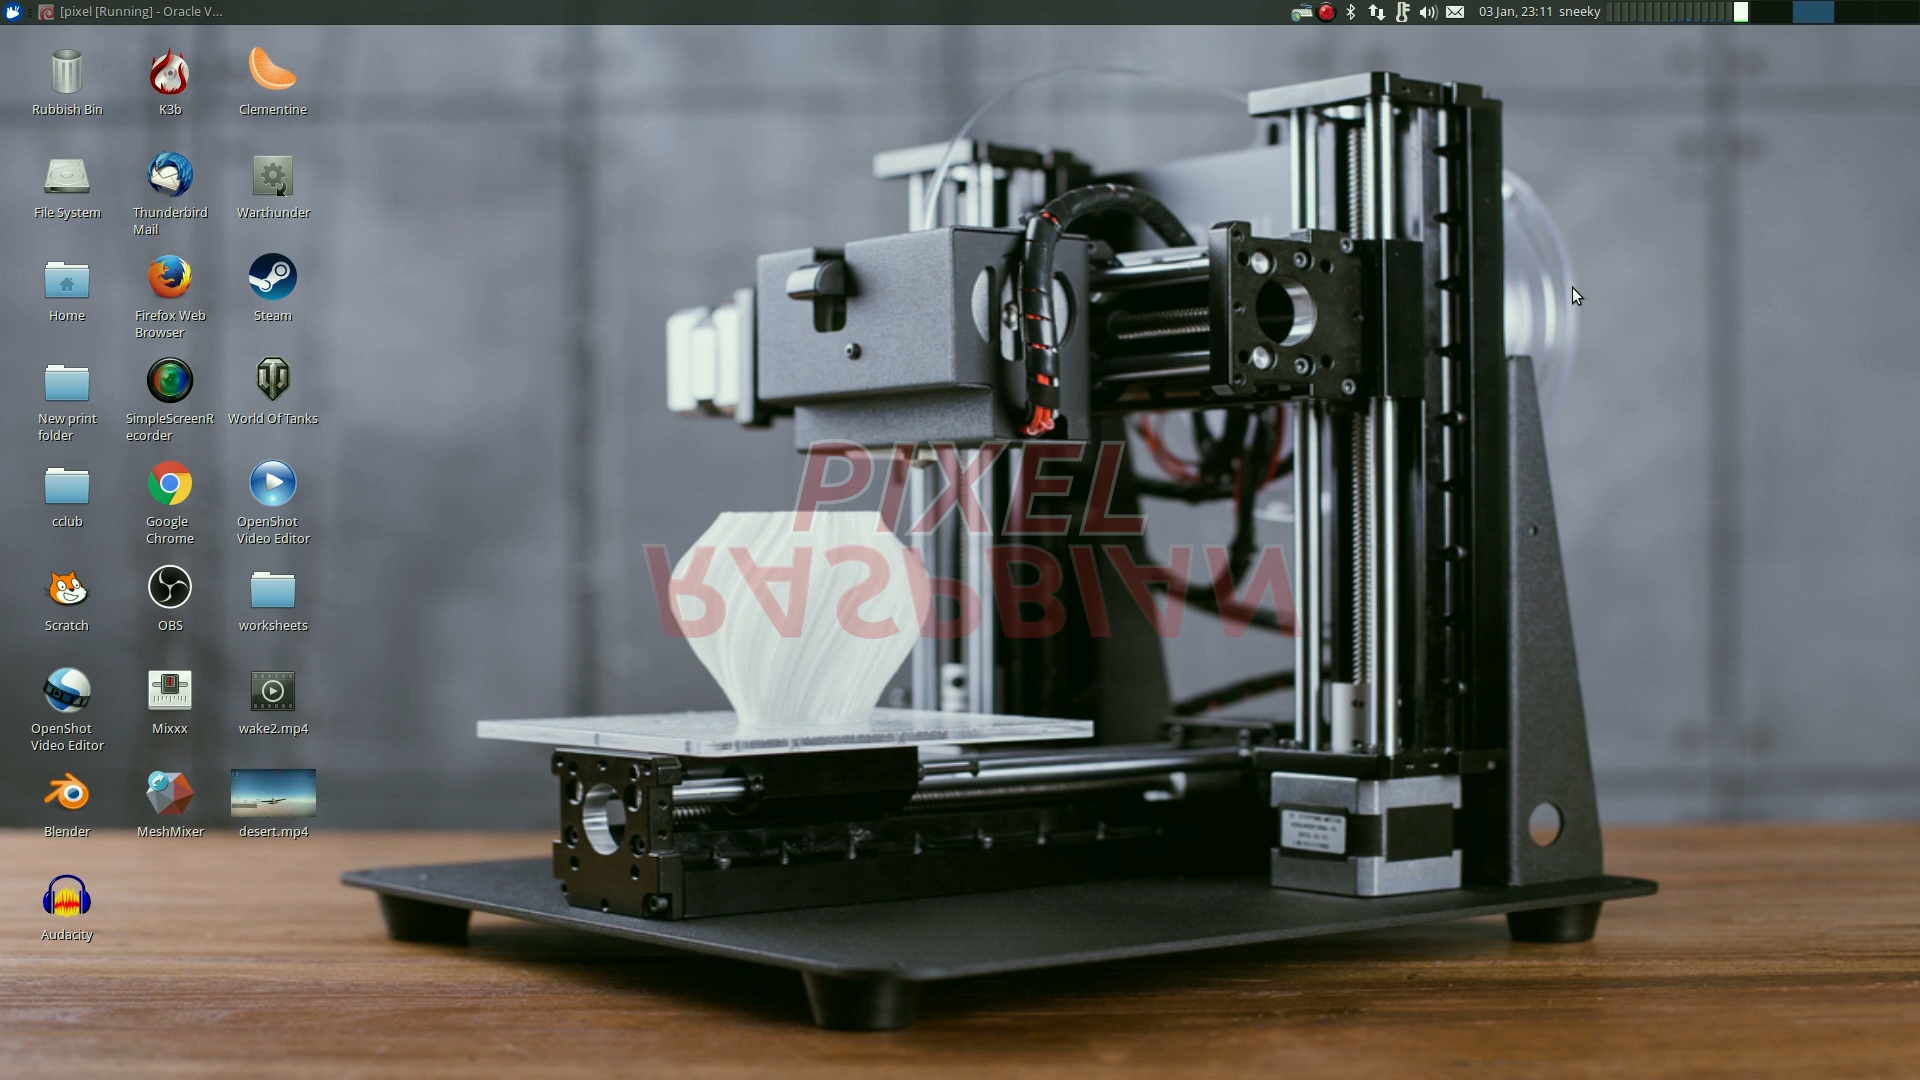 [pixel [Running] - Oracle V...
03 Jan, 23:11 sneeky
Rubbish Bin
K3b
Clementine
File System
Thunderbird
Mail
Warthunder
Home
Firefox Web
Browser
Steam
New print
folder
SimpleScreenR
ecorder
World Of Tanks
cclub
Google
Chrome
OpenShot
Video Editor
Scratch
OBS
worksheets
OpenShot
Video Editor
Mixxx
wake2.mp4
Blender
MeshMixer
desert.mp4
Audacity
PIXEL
RASPBIAN